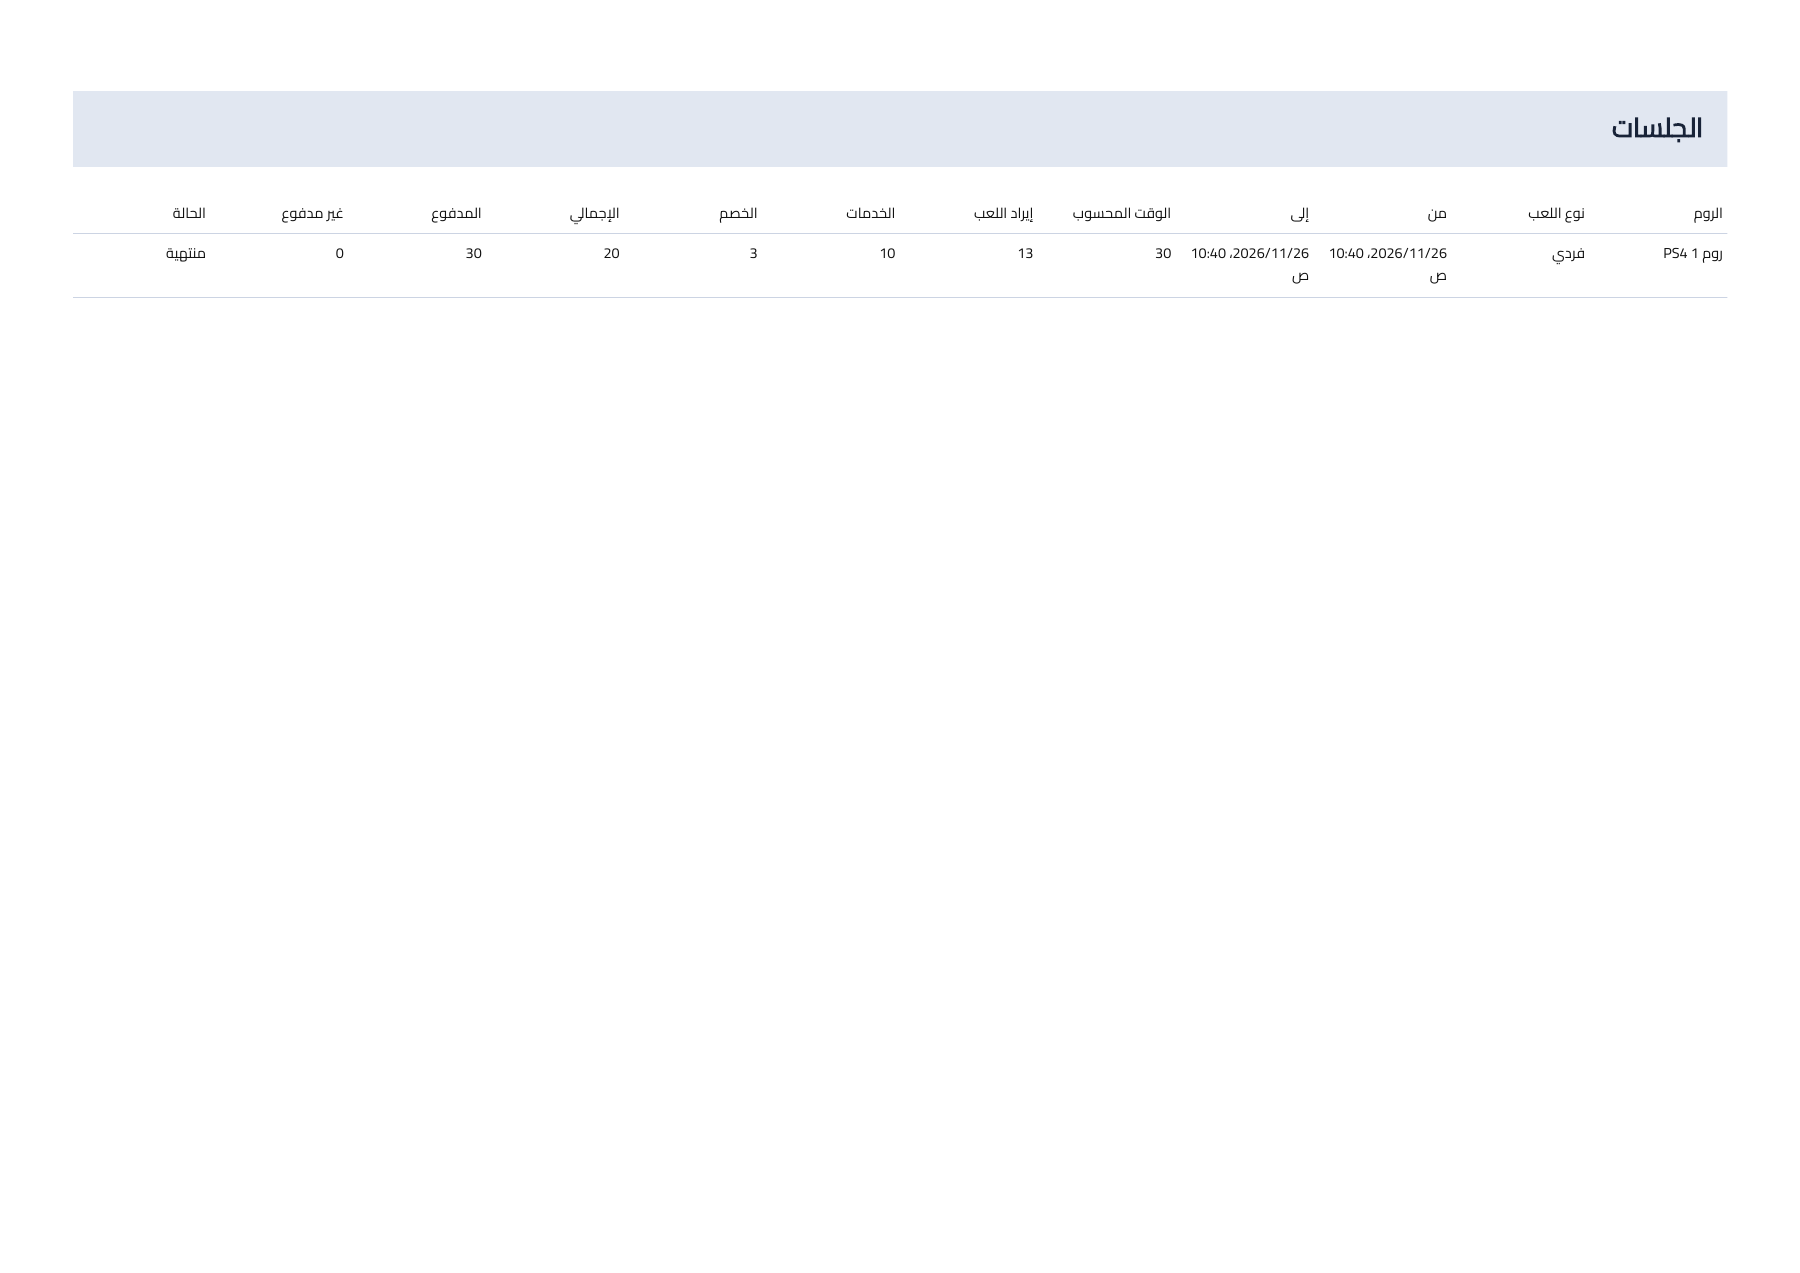 الجلسات
الروم نوع اللعب من إلى الوقت المحسوب إيراد اللعب الخدمات الخصم الإجمالي المدفوع غير مدفوع الحالة
روم 1 PS4 فردي 2026/11/26، 10:40 ص 2026/11/26، 10:40 ص 30 13 10 3 20 30 0 منتهية